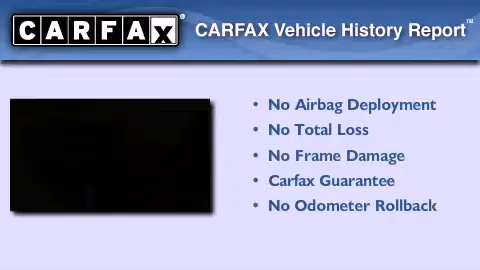 CARFAX® CARFAX Vehicle History Report™
• No Airbag Deployment
• No Total Loss
• No Frame Damage
• Carfax Guarantee
• No Odometer Rollback